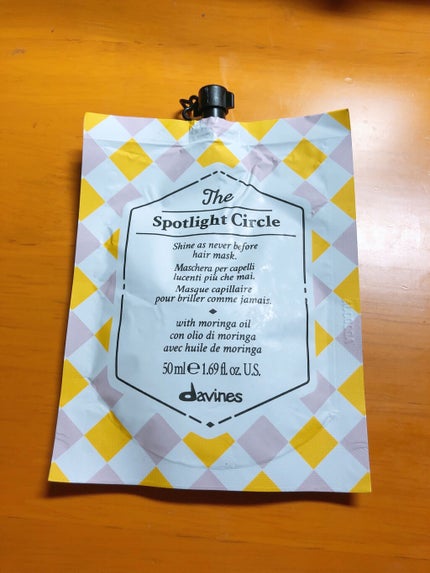 The
Spotlight Circle
Shine as never before
hair mask.
Maschera per capelli
lucenti più che mai.
Masque capillaire
pour briller comme jamais.
with moringa oil
con olio di moringa
avec huile de moringa
50 ml ℮ 1.69 fl. oz. U.S.
davines